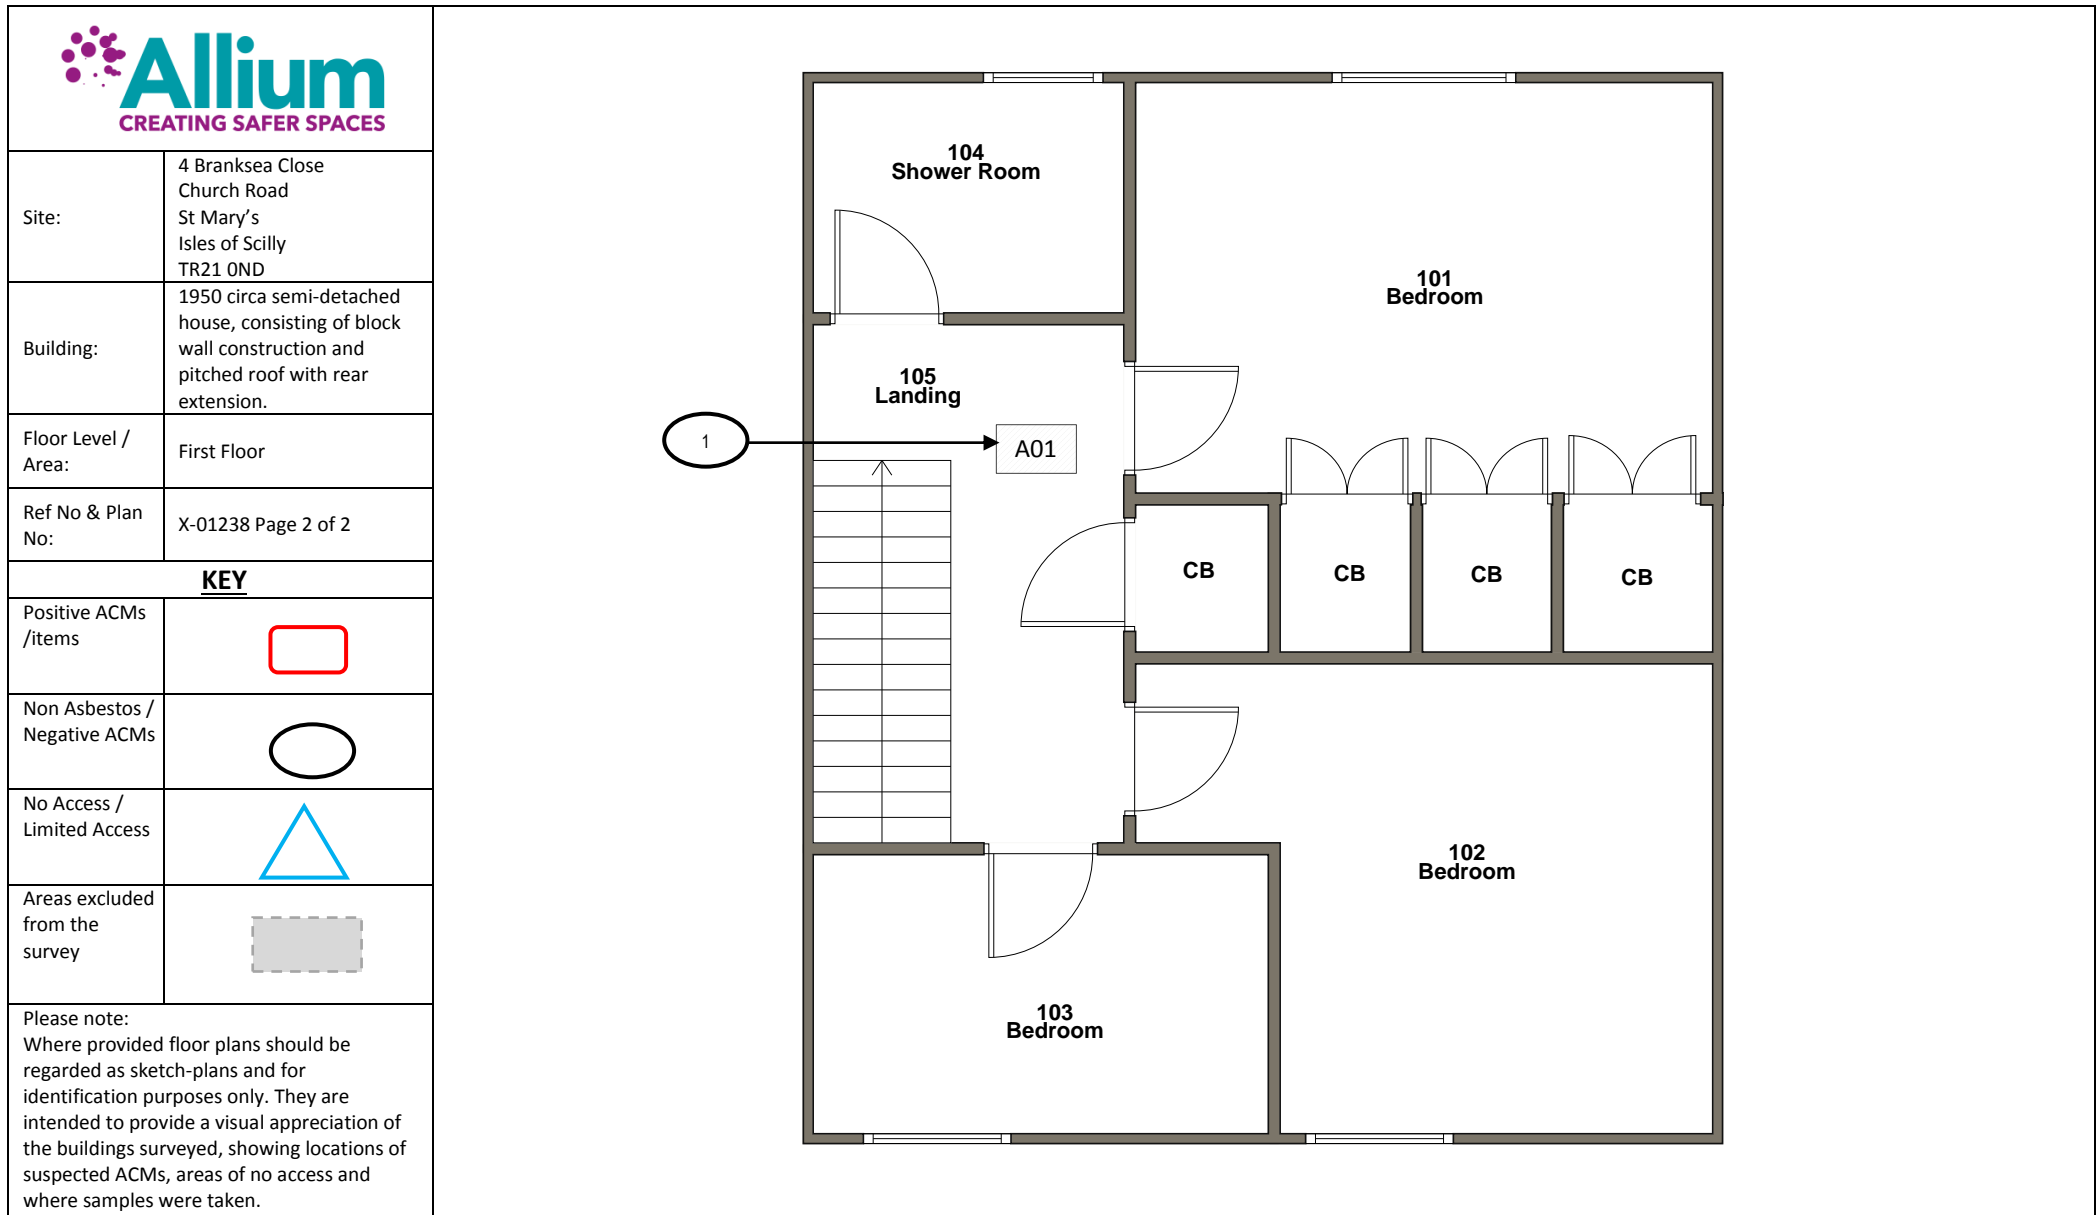 Allium
CREATING SAFER SPACES
Site:
4 Branksea Close
Church Road
St Mary’s
Isles of Scilly
TR21 0ND
Building:
1950 circa semi-detached
house, consisting of block
wall construction and
pitched roof with rear
extension.
Floor Level /
Area:
First Floor
Ref No & Plan
No:
X-01238 Page 2 of 2
KEY
Positive ACMs
/items
Non Asbestos /
Negative ACMs
No Access /
Limited Access
Areas excluded
from the
survey
Please note:
Where provided floor plans should be
regarded as sketch-plans and for
identification purposes only. They are
intended to provide a visual appreciation of
the buildings surveyed, showing locations of
suspected ACMs, areas of no access and
where samples were taken.
104
Shower Room
101
Bedroom
105
Landing
1
A01
CB
CB
CB
CB
102
Bedroom
103
Bedroom